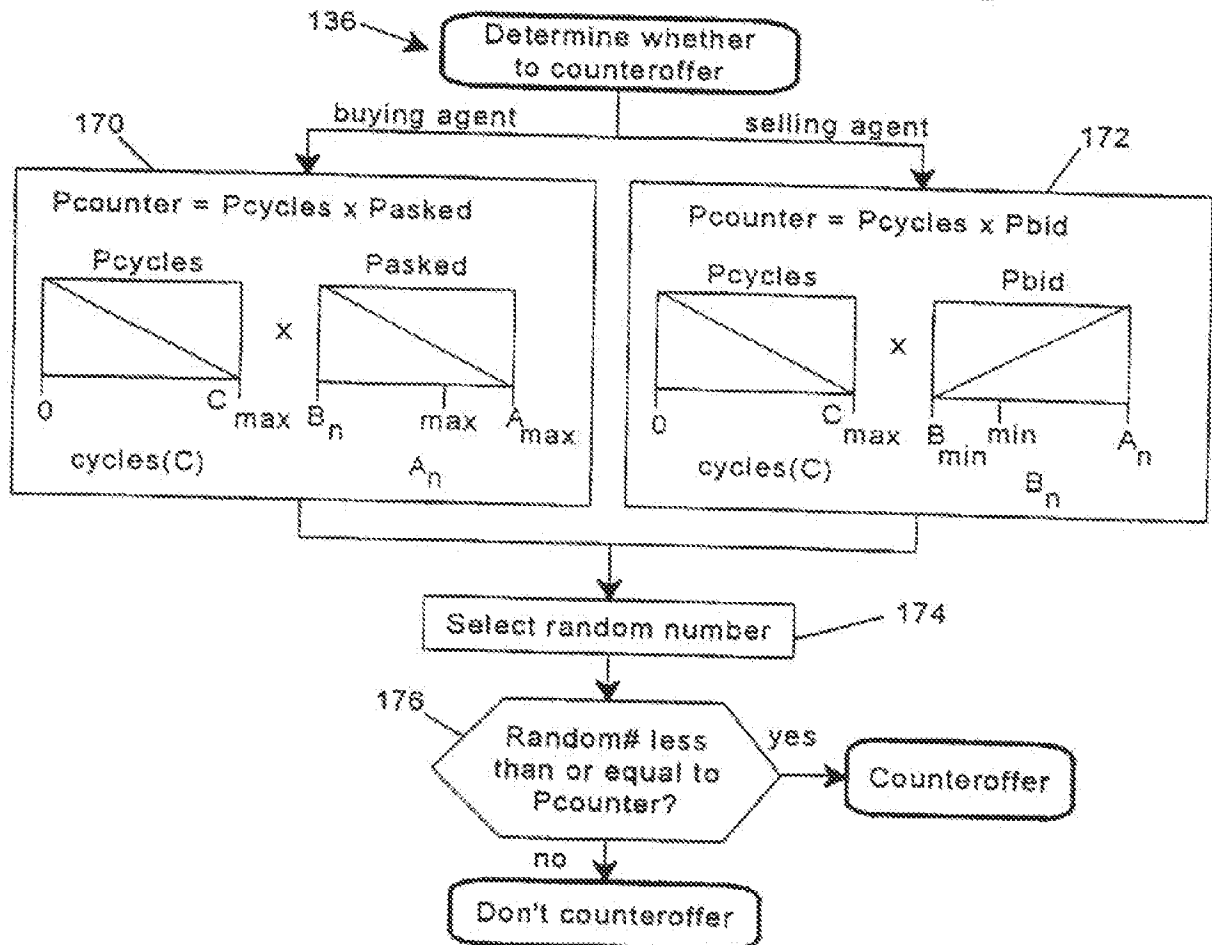 136
Determine whether
to counteroffer
buying agent
selling agent
170
172
Pcounter = Pcycles x Pasked
Pcycles
Pasked
x
0
C max
B n
max
A max
cycles(C)
A n
Pcounter = Pcycles x Pbid
Pcycles
Pbid
x
0
C max
B min
min
A n
cycles(C)
B n
Select random number
174
176
Random# less
than or equal to
Pcounter?
yes
Counteroffer
no
Don't counteroffer